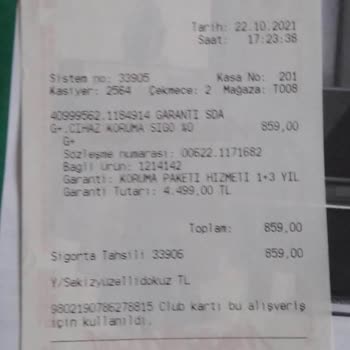 Tarih: 22.10.2021
Saat: 17:23:38
Sistem no: 33905 Kasa No: 201
Kasiyer: 2564 Çekmece: 2 Mağaza: T008
40999562.1184914 GARANTI SDA
G+.CIHAZ KORUMA SIGO %0 859,00
G+
Sözleşme numarası: 00622.1171682
Bağlı ürün: 1214142
Garanti: KORUMA PAKETI HIZMETI 1+3 YIL
Garanti Tutarı: 4.499,00 TL
Toplam: 859,00
Sigorta Tahsili 33906 859,00
Y/Sekizyüzellidokuz TL
9802190786278815 Club kartı bu alışveriş
için kullanıldı.